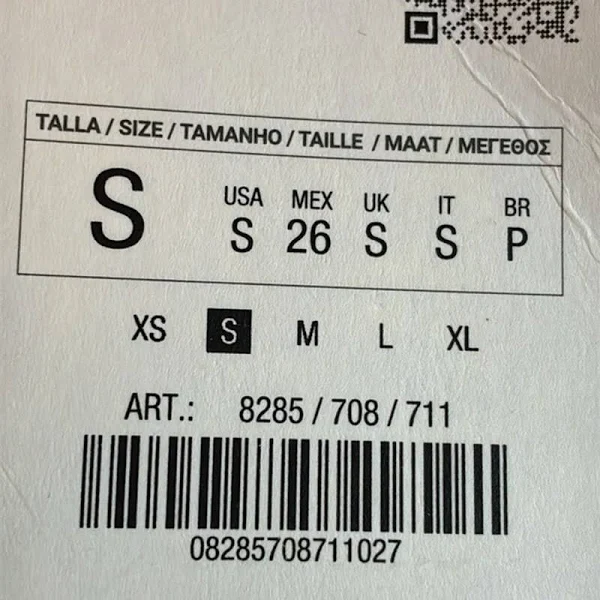 TALLA / SIZE / TAMANHO / TAILLE / MAAT / ΜΕΓΕΘΟΣ
S
USA MEX UK IT BR
S 26 S S P
XS S M L XL
ART.: 8285 / 708 / 711
08285708711027